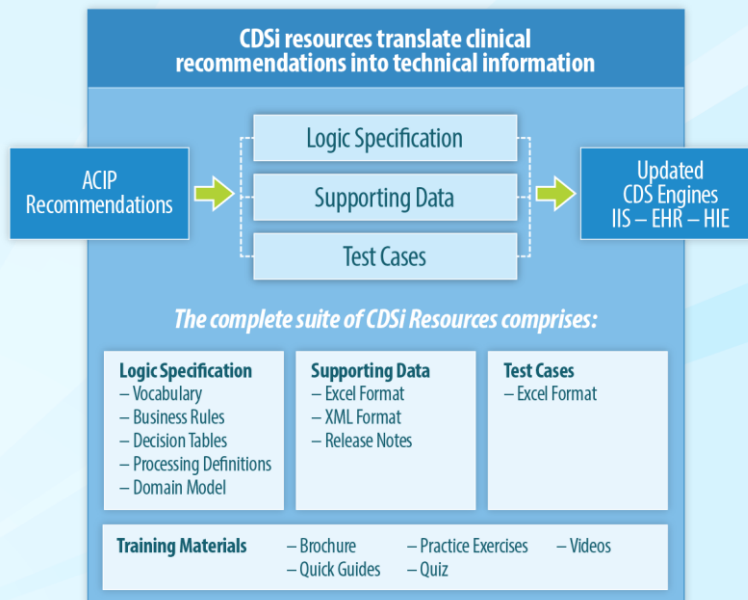 CDSi resources translate clinical
recommendations into technical information
ACIP
Recommendations
Logic Specification
Supporting Data
Test Cases
Updated
CDS Engines
IIS – EHR – HIE
The complete suite of CDSi Resources comprises:
Logic Specification
– Vocabulary
– Business Rules
– Decision Tables
– Processing Definitions
– Domain Model
Supporting Data
– Excel Format
– XML Format
– Release Notes
Test Cases
– Excel Format
Training Materials
– Brochure
– Quick Guides
– Practice Exercises
– Quiz
– Videos